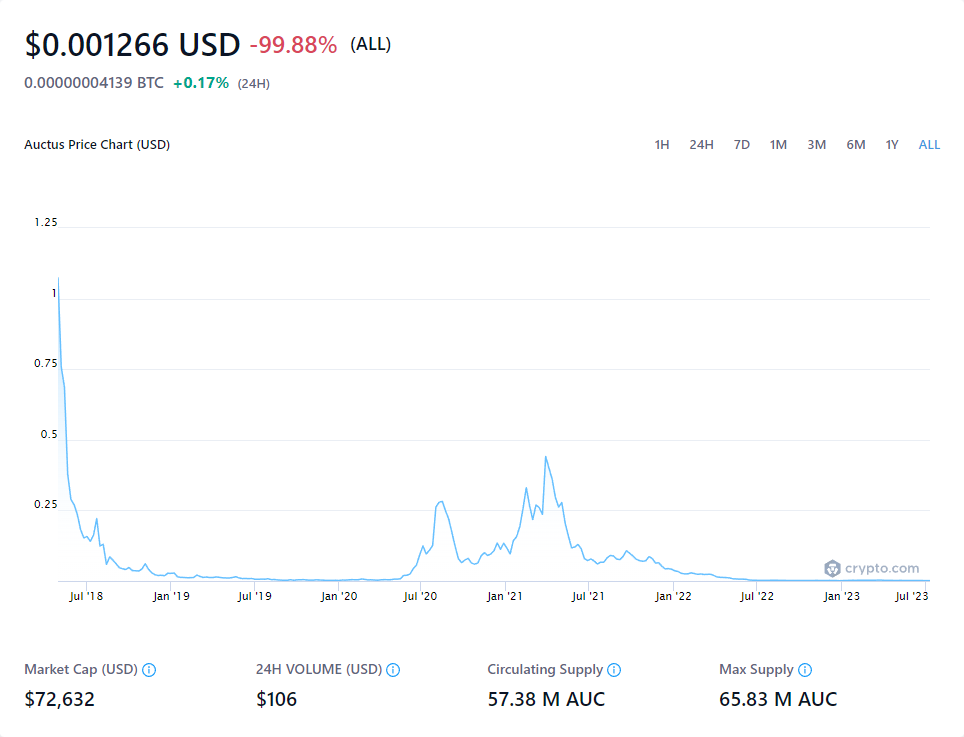 $0.001266 USD -99.88% (ALL)
0.00000004139 BTC +0.17% (24H)
Auctus Price Chart (USD) 1H 24H 7D 1M 3M 6M 1Y ALL
1.25
1
0.75
0.5
0.25
crypto.com
Jul '18 Jan '19 Jul '19 Jan '20 Jul '20 Jan '21 Jul '21 Jan '22 Jul '22 Jan '23 Jul '23
Market Cap (USD) 24H VOLUME (USD) Circulating Supply Max Supply
$72,632 $106 57.38 M AUC 65.83 M AUC